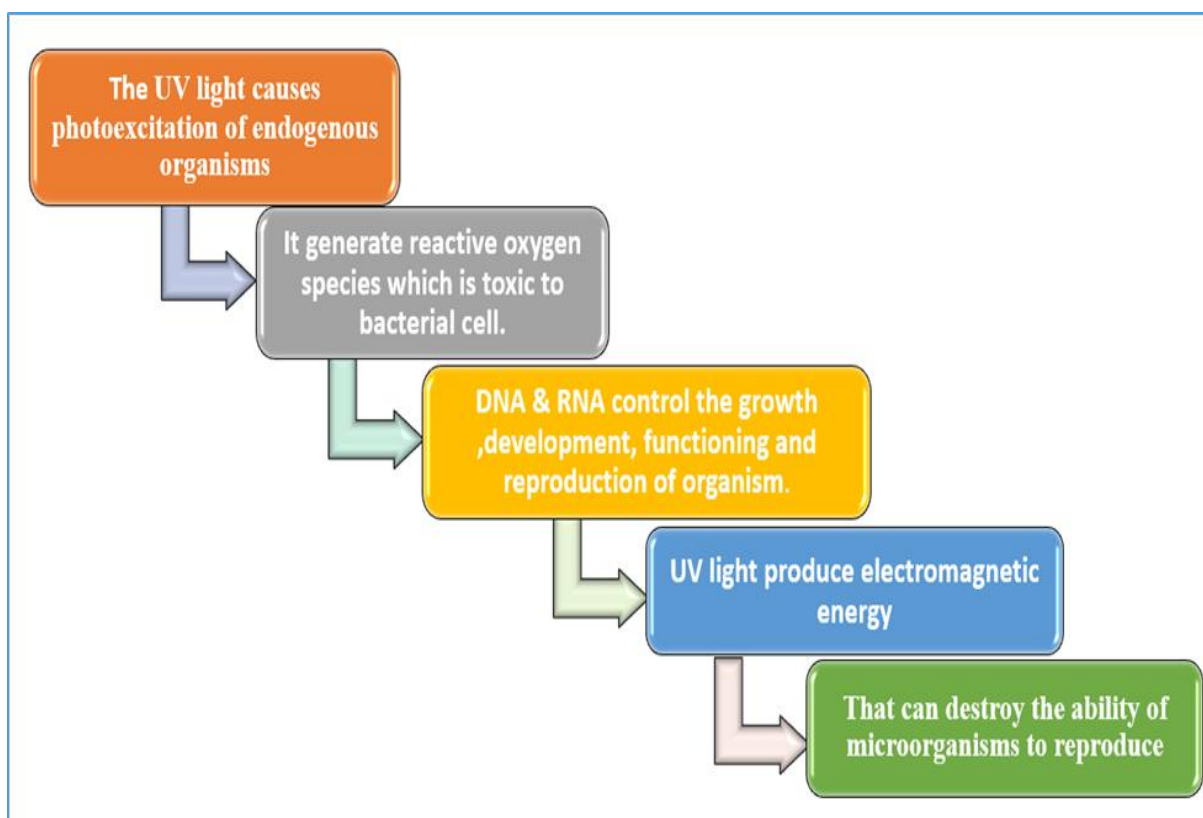 The UV light causes
photoexcitation of endogenous
organisms
It generate reactive oxygen
species which is toxic to
bacterial cell.
DNA & RNA control the growth
,development, functioning and
reproduction of organism.
UV light produce electromagnetic
energy
That can destroy the ability of
microorganisms to reproduce